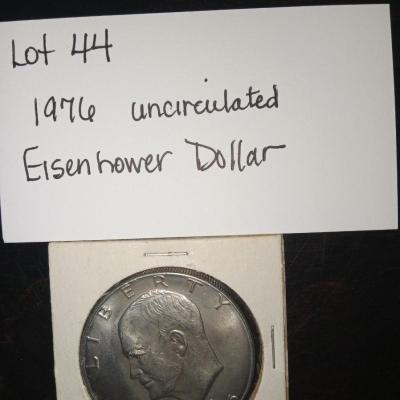 Lot 44
1976 uncirculated
Eisenhower Dollar
LIBERTY